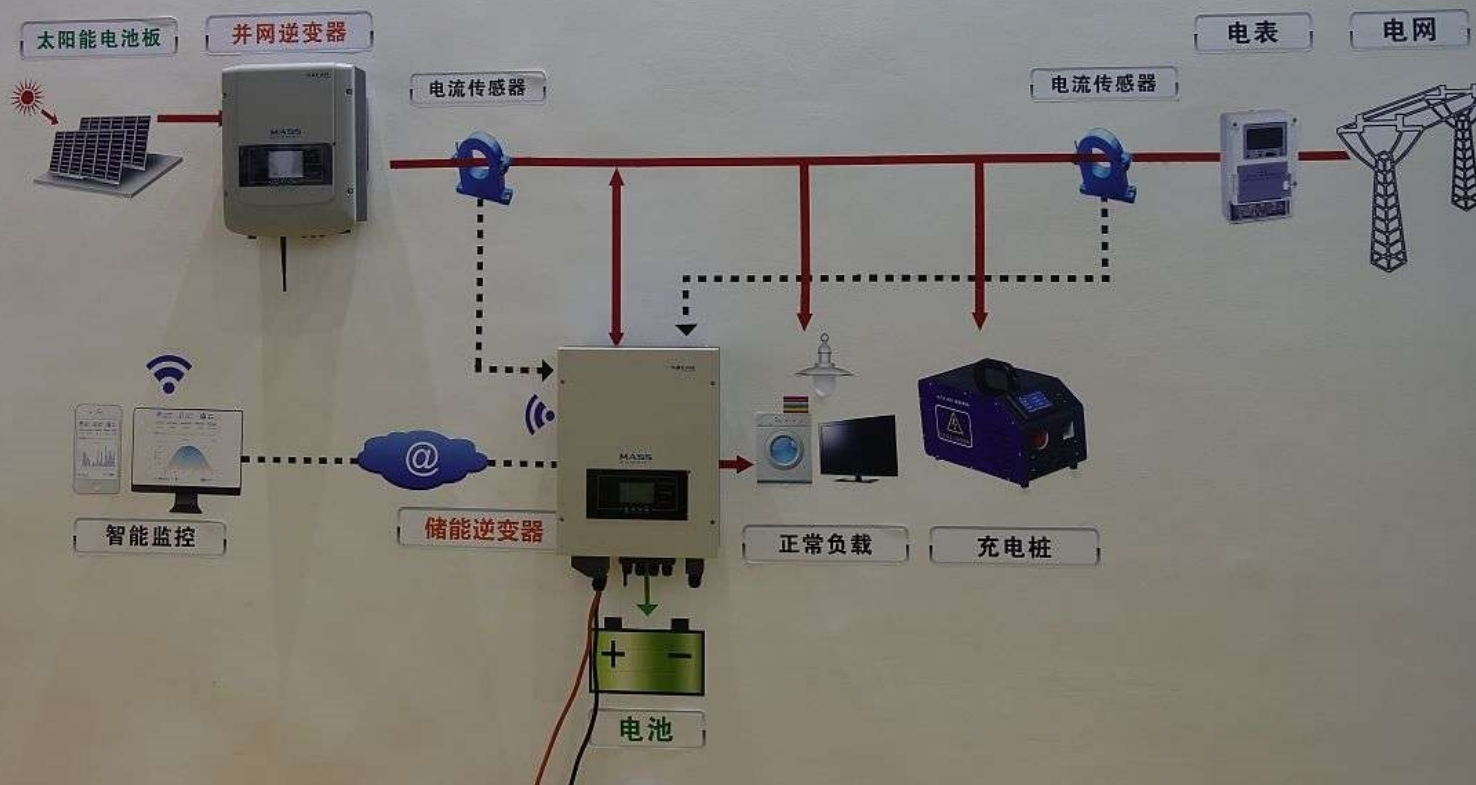 太阳能电池板
并网逆变器
电流传感器
电流传感器
电表
电网
MASS
@
MASS
智能监控
储能逆变器
正常负载
充电桩
+ −
电池